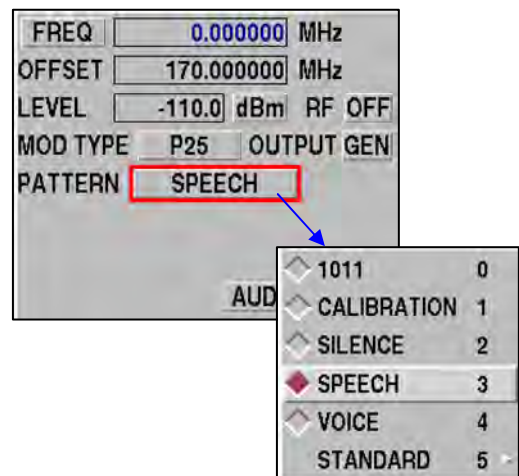 FREQ 0.000000 MHz
OFFSET 170.000000 MHz
LEVEL -110.0 dBm RF OFF
MOD TYPE P25 OUTPUT GEN
PATTERN SPEECH
AUD
1011 0
CALIBRATION 1
SILENCE 2
SPEECH 3
VOICE 4
STANDARD 5